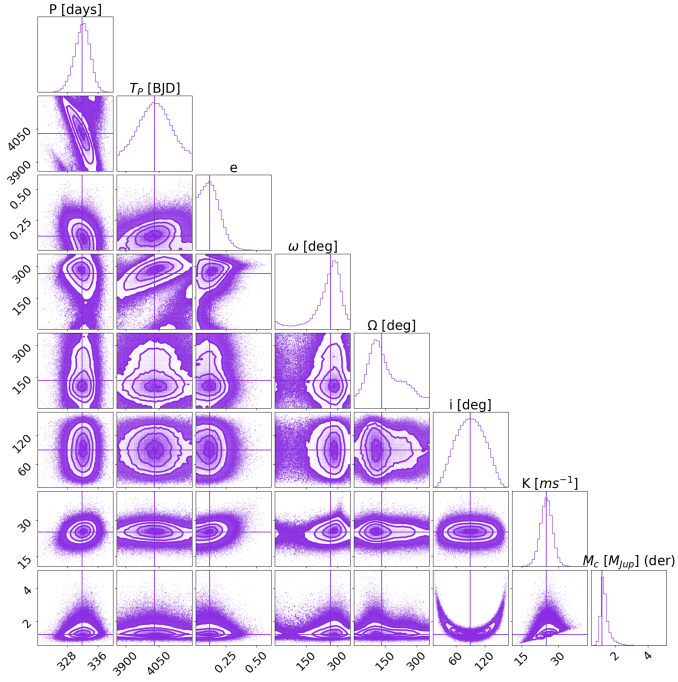 P [days]
T_P [BJD]
4050
3900
e
0.50
0.25
ω [deg]
300
150
Ω [deg]
300
150
i [deg]
120
60
K [ms⁻¹]
30
15
M_c [M_Jup] (der)
4
2
328 336 3900 4050 0.25 0.50 150 300 150 300 60 120 15 30 2 4